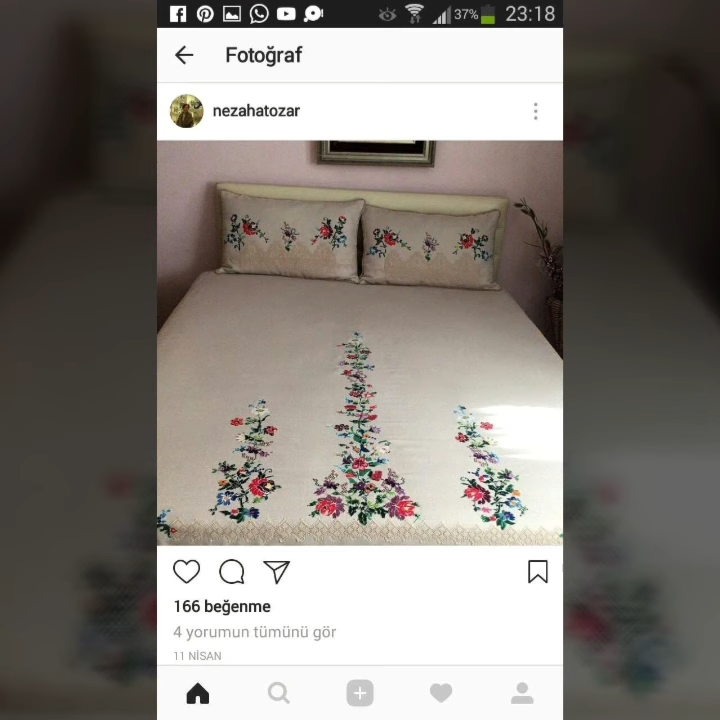 37% 23:18
Fotoğraf
nezahatozar
166 beğenme
4 yorumun tümünü gör
11 NİSAN